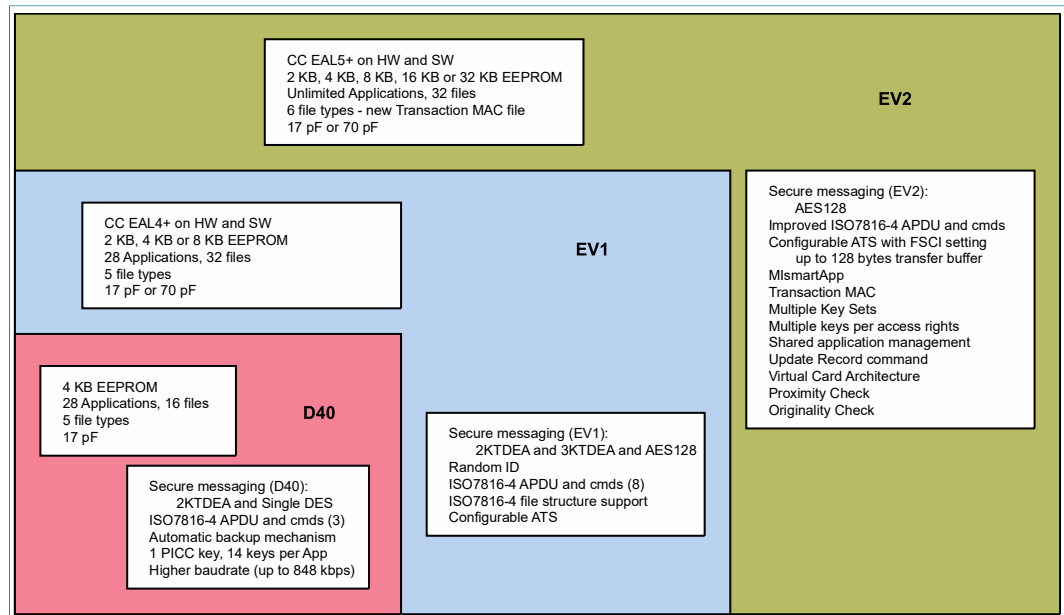 CC EAL5+ on HW and SW
2 KB, 4 KB, 8 KB, 16 KB or 32 KB EEPROM
Unlimited Applications, 32 files
6 file types - new Transaction MAC file
17 pF or 70 pF
EV2
Secure messaging (EV2):
AES128
Improved ISO7816-4 APDU and cmds
Configurable ATS with FSCI setting
up to 128 bytes transfer buffer
MIsmartApp
Transaction MAC
Multiple Key Sets
Multiple keys per access rights
Shared application management
Update Record command
Virtual Card Architecture
Proximity Check
Originality Check
CC EAL4+ on HW and SW
2 KB, 4 KB or 8 KB EEPROM
28 Applications, 32 files
5 file types
17 pF or 70 pF
EV1
Secure messaging (EV1):
2KTDEA and 3KTDEA and AES128
Random ID
ISO7816-4 APDU and cmds (8)
ISO7816-4 file structure support
Configurable ATS
4 KB EEPROM
28 Applications, 16 files
5 file types
17 pF
D40
Secure messaging (D40):
2KTDEA and Single DES
ISO7816-4 APDU and cmds (3)
Automatic backup mechanism
1 PICC key, 14 keys per App
Higher baudrate (up to 848 kbps)